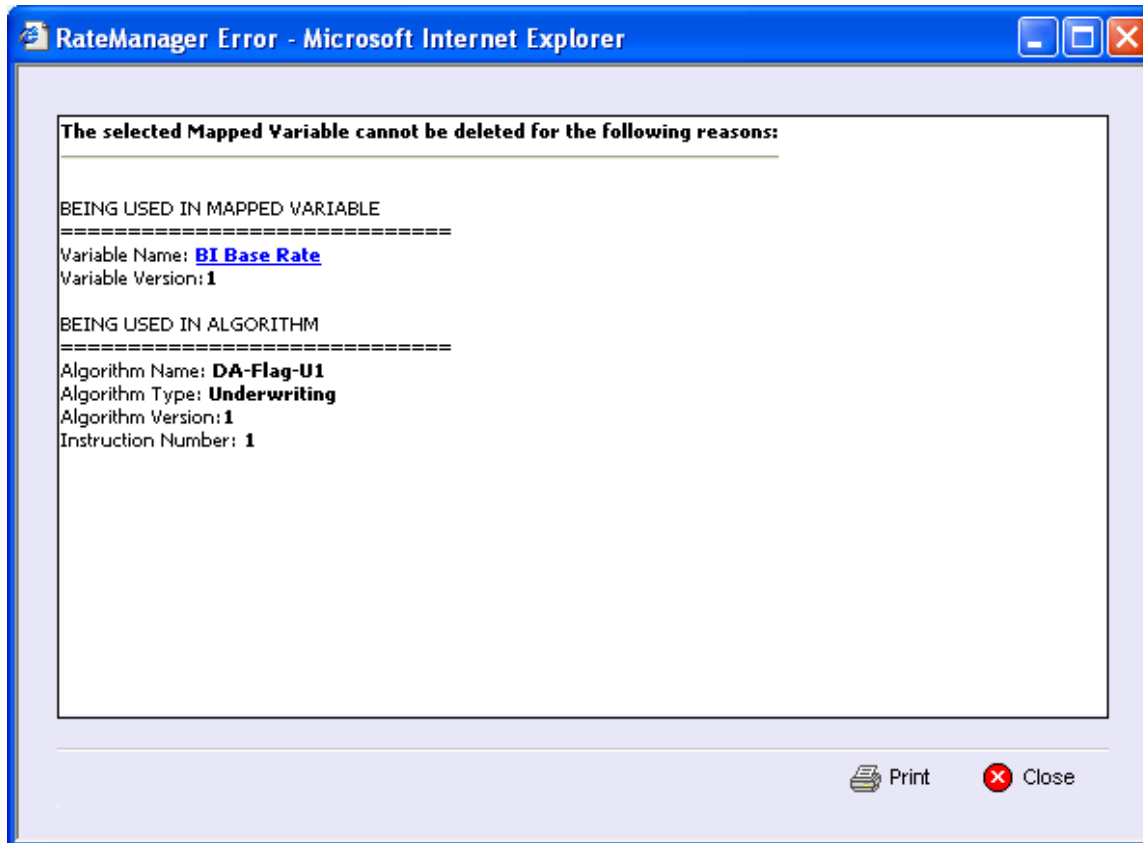 RateManager Error - Microsoft Internet Explorer
The selected Mapped Variable cannot be deleted for the following reasons:
BEING USED IN MAPPED VARIABLE
=============================
Variable Name: BI Base Rate
Variable Version:1
BEING USED IN ALGORITHM
=============================
Algorithm Name: DA-Flag-U1
Algorithm Type: Underwriting
Algorithm Version:1
Instruction Number: 1
Print Close